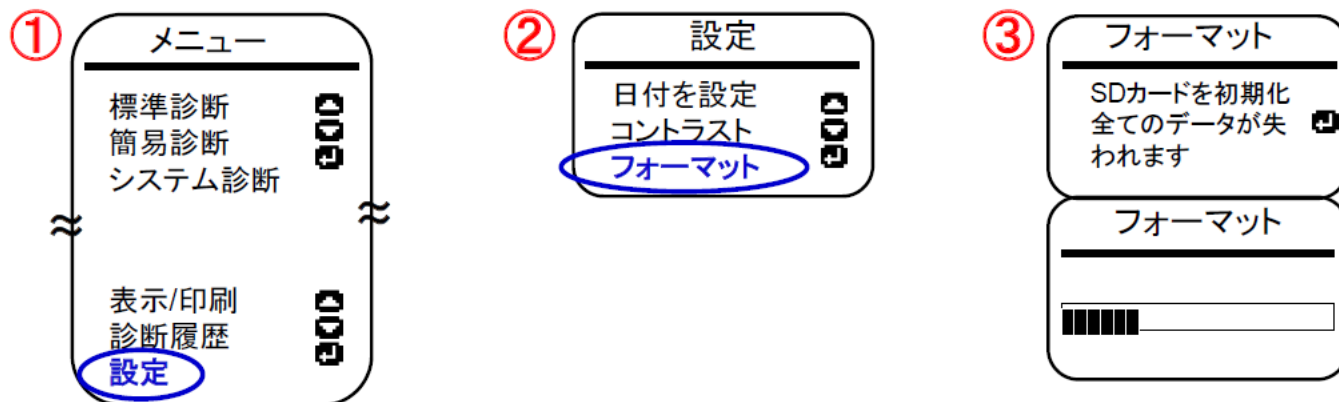 ①
メニュー
標準診断
簡易診断
システム診断
表示/印刷
診断履歴
設定
②
設定
日付を設定
コントラスト
フォーマット
③
フォーマット
SDカードを初期化
全てのデータが失
われます
フォーマット